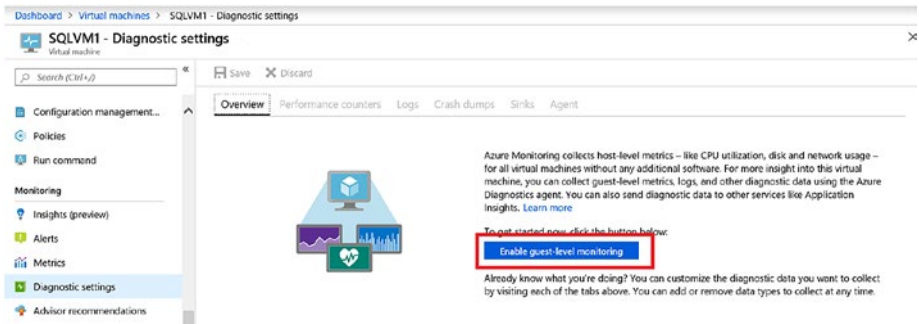 Dashboard > Virtual machines > SQLVM1 - Diagnostic settings
SQLVM1 - Diagnostic settings
Virtual machine
Search (Ctrl+/)
«
Save
Discard
Configuration management...
Policies
Run command
Monitoring
Insights (preview)
Alerts
Metrics
Diagnostic settings
Advisor recommendations
Overview Performance counters Logs Crash dumps Sinks Agent
Azure Monitoring collects host-level metrics – like CPU utilization, disk and network usage –
for all virtual machines without any additional software. For more insight into this virtual
machine, you can collect guest-level metrics, logs, and other diagnostic data using the Azure
Diagnostics agent. You can also send diagnostic data to other services like Application
Insights. Learn more
To get started now, click the button below:
Enable guest-level monitoring
Already know what you're doing? You can customize the diagnostic data you want to collect
by visiting each of the tabs above. You can add or remove data types to collect at any time.